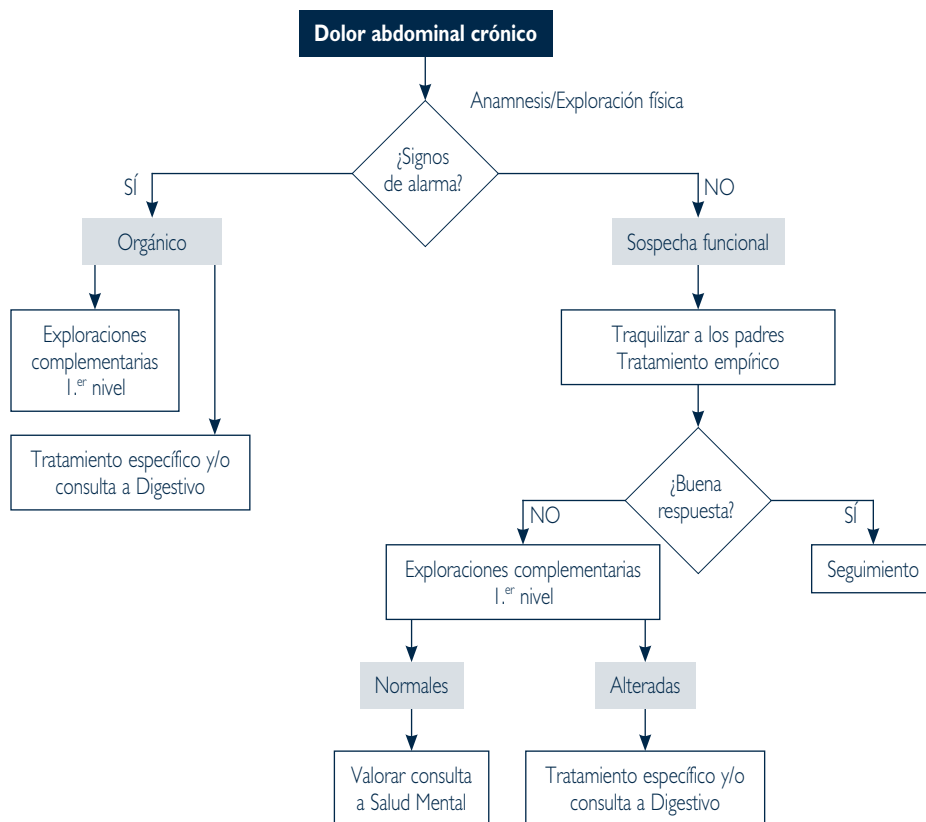 Dolor abdominal crónico
Anamnesis/Exploración física
¿Signos
de alarma?
SÍ
NO
Orgánico
Sospecha funcional
Exploraciones
complementarias
1.er nivel
Traquilizar a los padres
Tratamiento empírico
Tratamiento específico y/o
consulta a Digestivo
¿Buena
respuesta?
NO
SÍ
Exploraciones complementarias
1.er nivel
Seguimiento
Normales
Alteradas
Valorar consulta
a Salud Mental
Tratamiento específico y/o
consulta a Digestivo